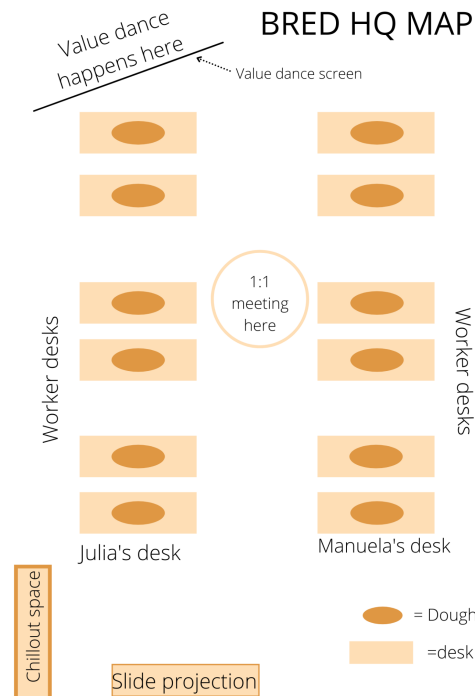 BRED HQ MAP
Value dance
happens here
Value dance screen
1:1
meeting
here
Worker desks
Worker desks
Julia's desk
Manuela's desk
Chillout space
= Dough
=desk
Slide projection